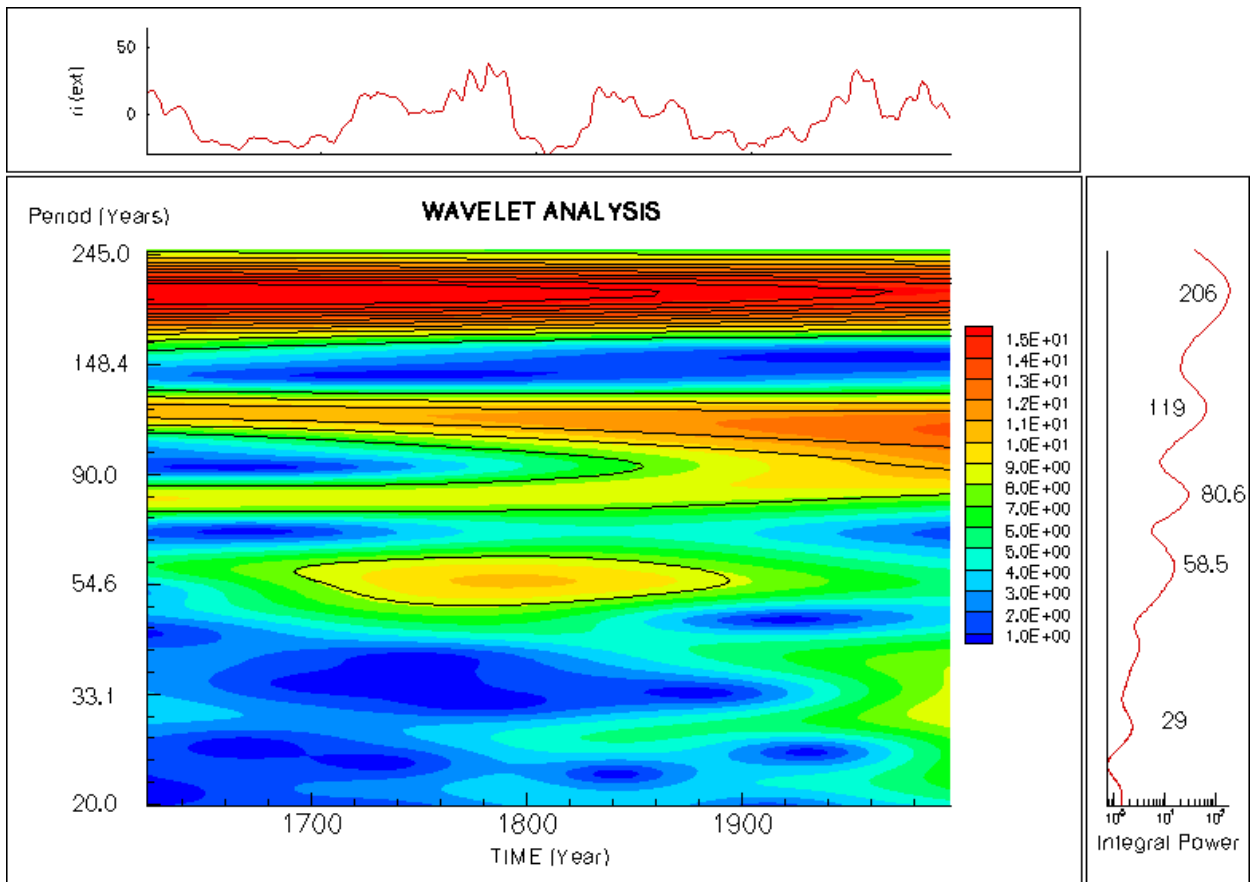 50
ri (ext)
0
Period (Years)
WAVELET ANALYSIS
245.0
148.4
90.0
54.6
33.1
20.0
1700
1800
1900
TIME (Year)
1.5E+01
1.4E+01
1.3E+01
1.2E+01
1.1E+01
1.0E+01
9.0E+00
8.0E+00
7.0E+00
6.0E+00
5.0E+00
4.0E+00
3.0E+00
2.0E+00
1.0E+00
206
119
80.6
58.5
29
10⁰
10¹
10²
Integral Power